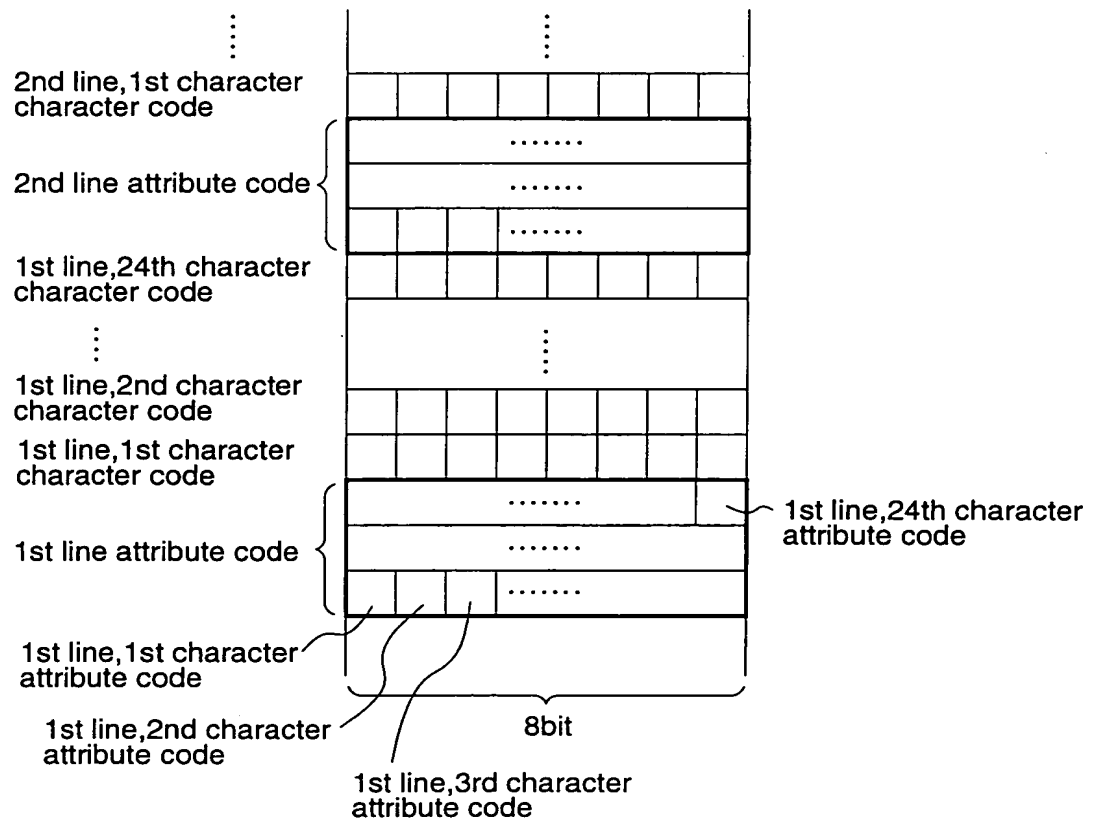 2nd line,1st character
character code
2nd line attribute code
1st line,24th character
character code
1st line,2nd character
character code
1st line,1st character
character code
1st line,24th character
attribute code
1st line attribute code
1st line,1st character
attribute code
1st line,2nd character
attribute code
8bit
1st line,3rd character
attribute code